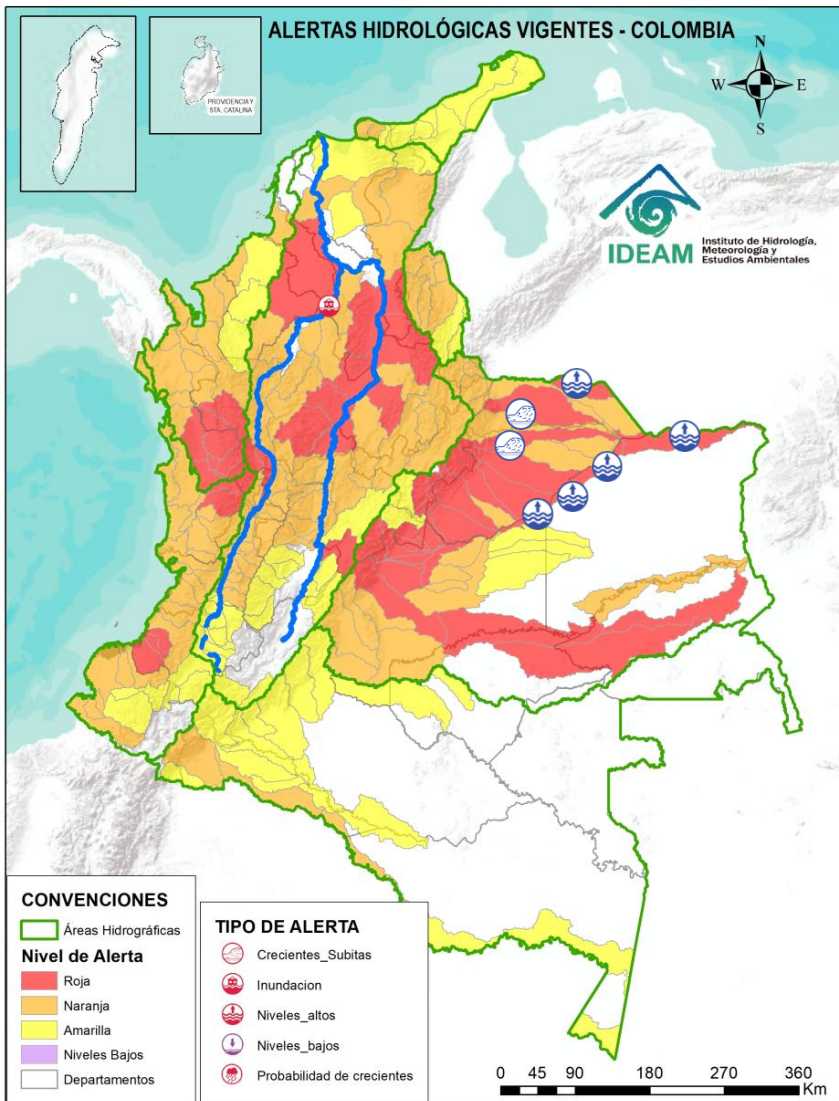 ALERTAS HIDROLÓGICAS VIGENTES - COLOMBIA
PROVIDENCIA Y
STA. CATALINA
N
W
E
S
IDEAM
Instituto de Hidrología,
Meteorología y
Estudios Ambientales
CONVENCIONES
Áreas Hidrográficas
Nivel de Alerta
Roja
Naranja
Amarilla
Niveles Bajos
Departamentos
TIPO DE ALERTA
Crecientes_Subitas
Inundacion
Niveles_altos
Niveles_bajos
Probabilidad de crecientes
0 45 90 180 270 360
Km